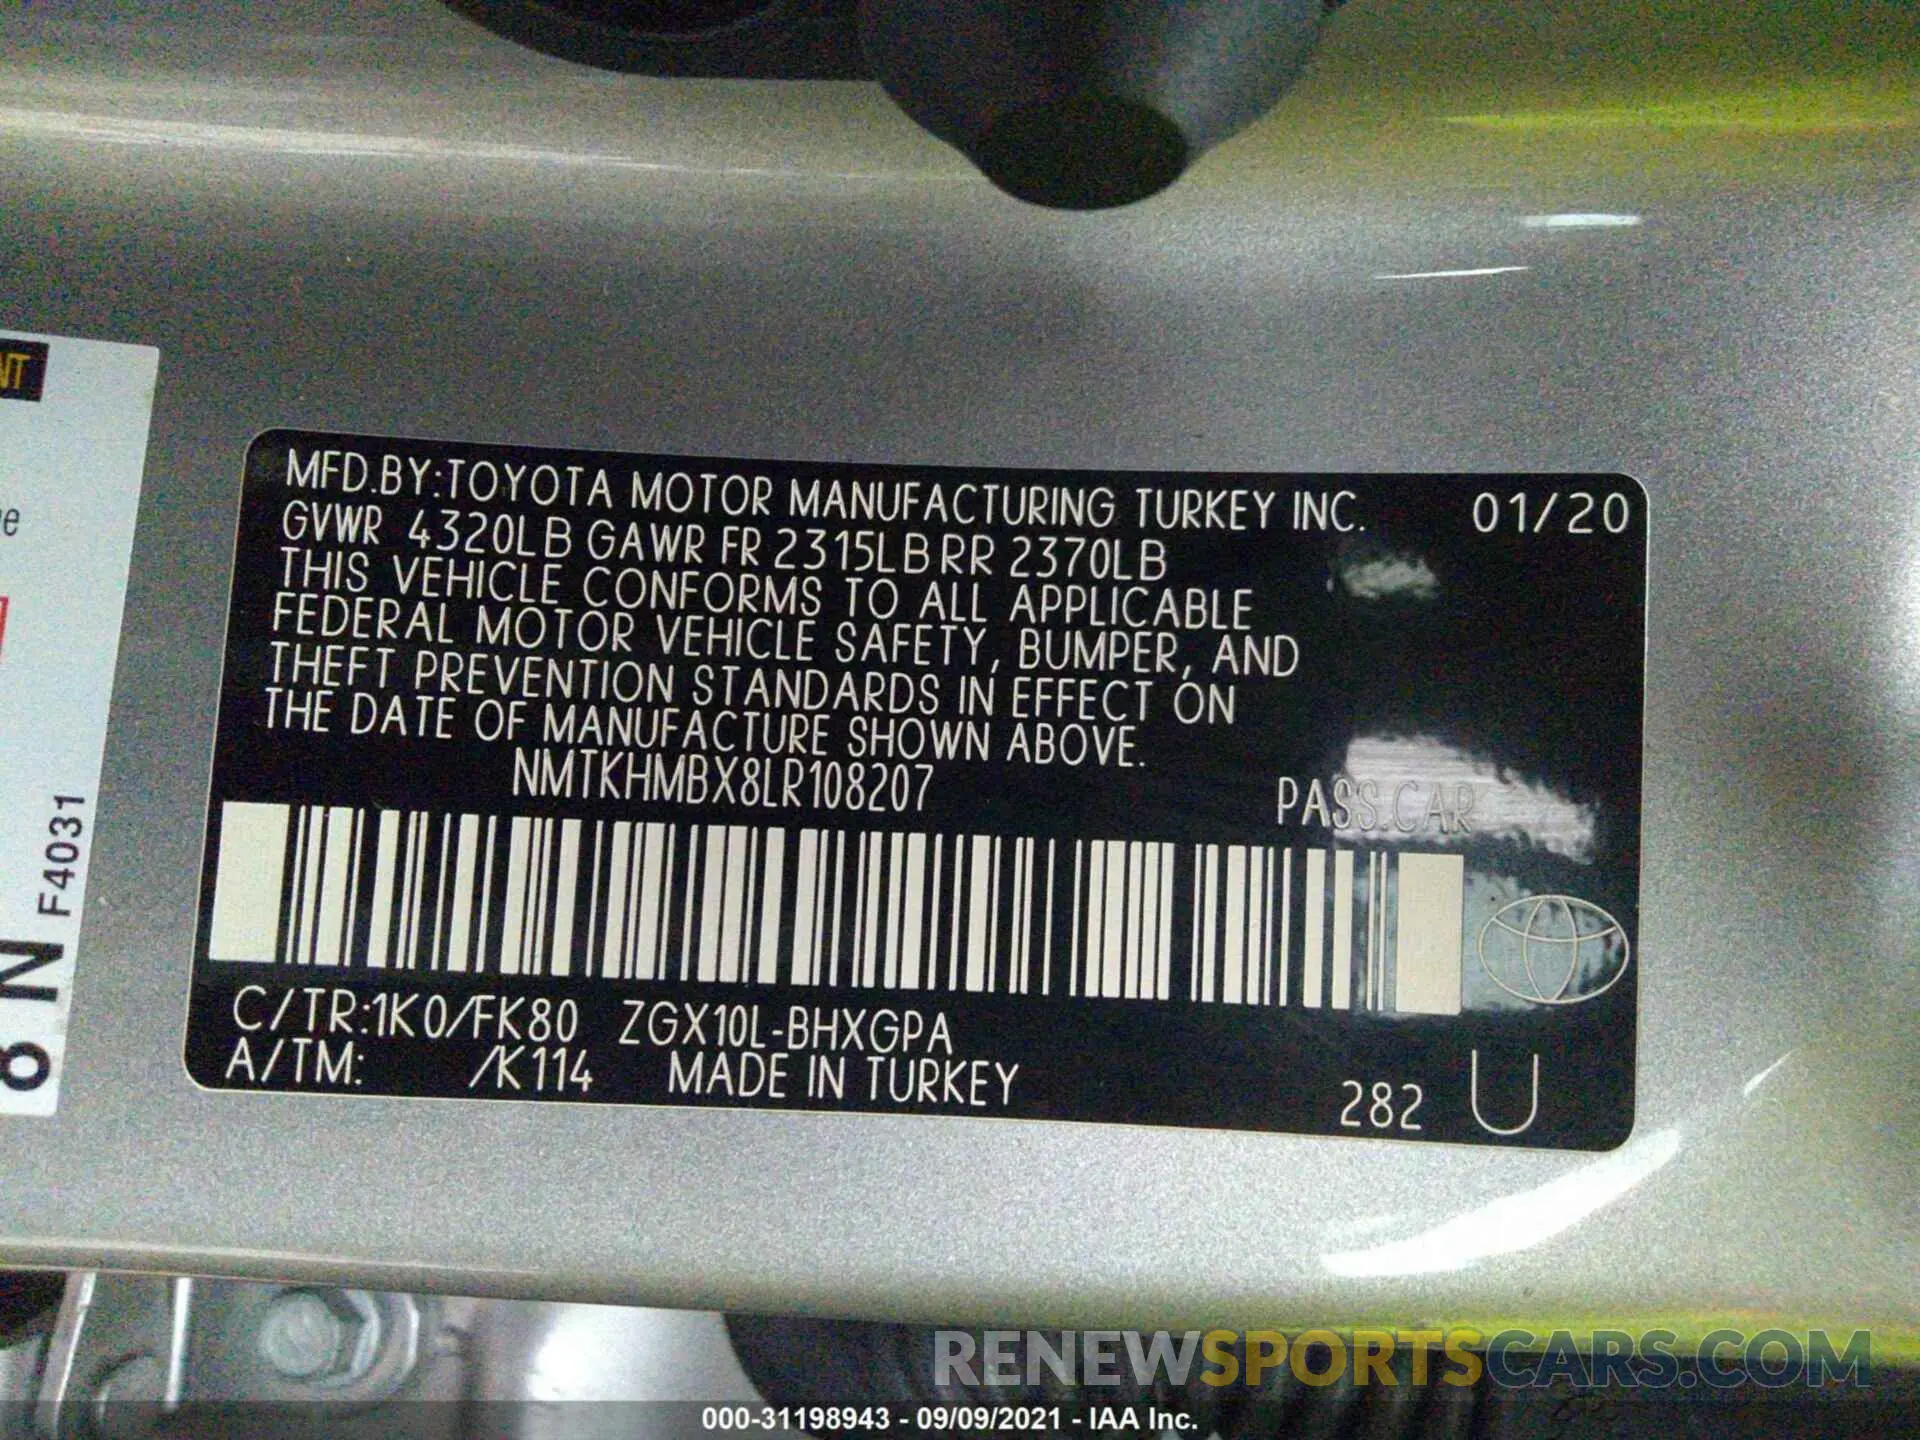 MFD.BY:TOYOTA MOTOR MANUFACTURING TURKEY INC. 01/20
GVWR 4320LB GAWR FR 2315LB RR 2370LB
THIS VEHICLE CONFORMS TO ALL APPLICABLE
FEDERAL MOTOR VEHICLE SAFETY, BUMPER, AND
THEFT PREVENTION STANDARDS IN EFFECT ON
THE DATE OF MANUFACTURE SHOWN ABOVE.
NMTKHMBX8LR108207 PASS.CAR
C/TR:1K0/FK80 ZGX10L-BHXGPA
A/TM: /K114 MADE IN TURKEY 282 U
F4031
8 N
RENEWSPORTSCARS.COM
000-31198943 - 09/09/2021 - IAA Inc.